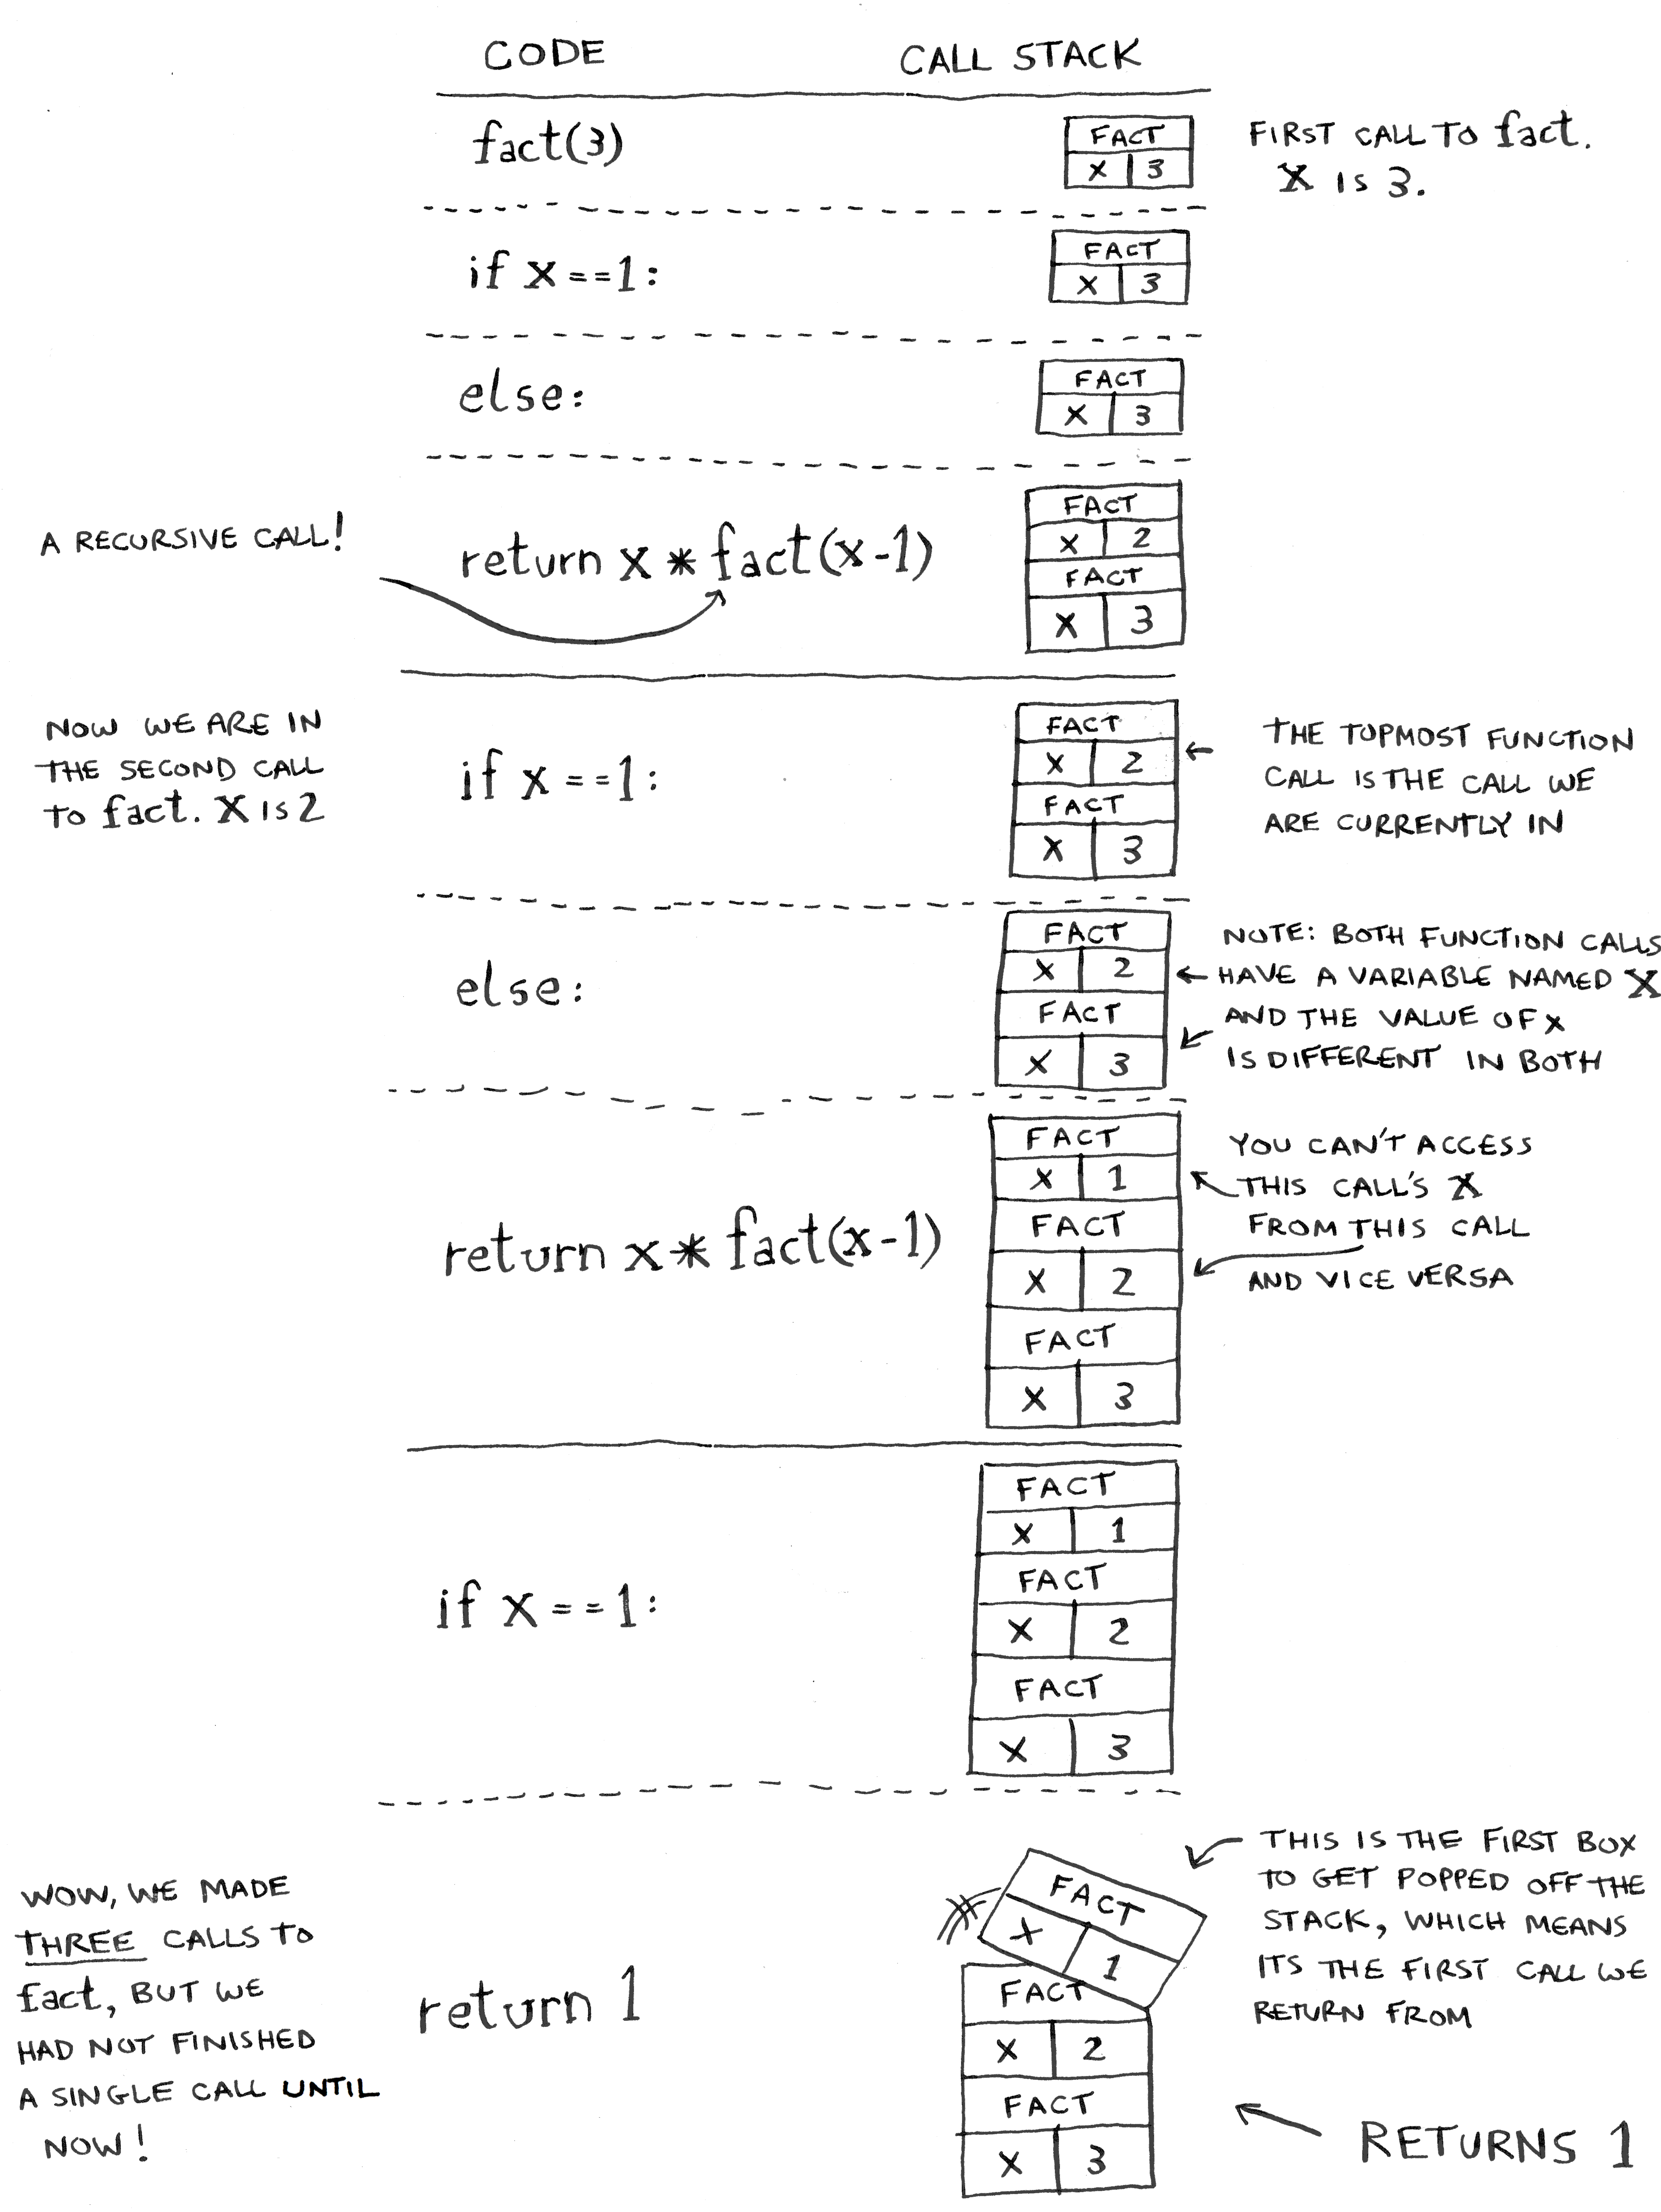 CODE
CALL STACK
fact(3)
FACT
X 3
FIRST CALL TO fact.
X IS 3.
if x==1:
FACT
X 3
else:
FACT
X 3
A RECURSIVE CALL!
return x * fact(x-1)
FACT
X 2
FACT
X 3
NOW WE ARE IN
THE SECOND CALL
TO fact. X IS 2
if x==1:
FACT
X 2
FACT
X 3
THE TOPMOST FUNCTION
CALL IS THE CALL WE
ARE CURRENTLY IN
else:
FACT
X 2
FACT
X 3
NOTE: BOTH FUNCTION CALLS
HAVE A VARIABLE NAMED X
AND THE VALUE OF X
IS DIFFERENT IN BOTH
return x * fact(x-1)
FACT
X 1
FACT
X 2
FACT
X 3
YOU CAN'T ACCESS
THIS CALL'S X
FROM THIS CALL
AND VICE VERSA
if x==1:
FACT
X 1
FACT
X 2
FACT
X 3
WOW, WE MADE
THREE CALLS TO
fact, BUT WE
HAD NOT FINISHED
A SINGLE CALL UNTIL
NOW!
return 1
FACT
X 1
FACT
X 2
FACT
X 3
THIS IS THE FIRST BOX
TO GET POPPED OFF THE
STACK, WHICH MEANS
ITS THE FIRST CALL WE
RETURN FROM
RETURNS 1